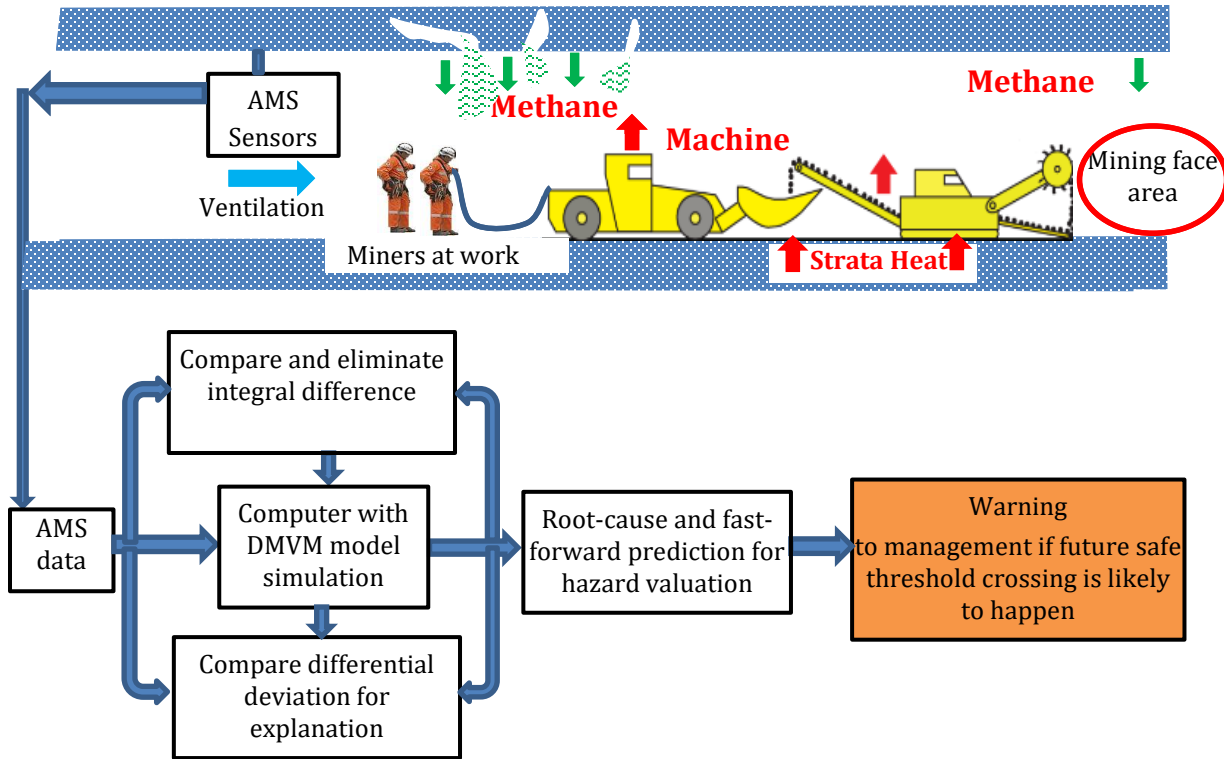 AMS
Sensors
Methane
Methane
Machine
Mining face
area
Ventilation
Miners at work
Strata Heat
Compare and eliminate
integral difference
AMS
data
Computer with
DMVM model
simulation
Root-cause and fast-
forward prediction for
hazard valuation
Warning
to management if future safe
threshold crossing is likely
to happen
Compare differential
deviation for
explanation